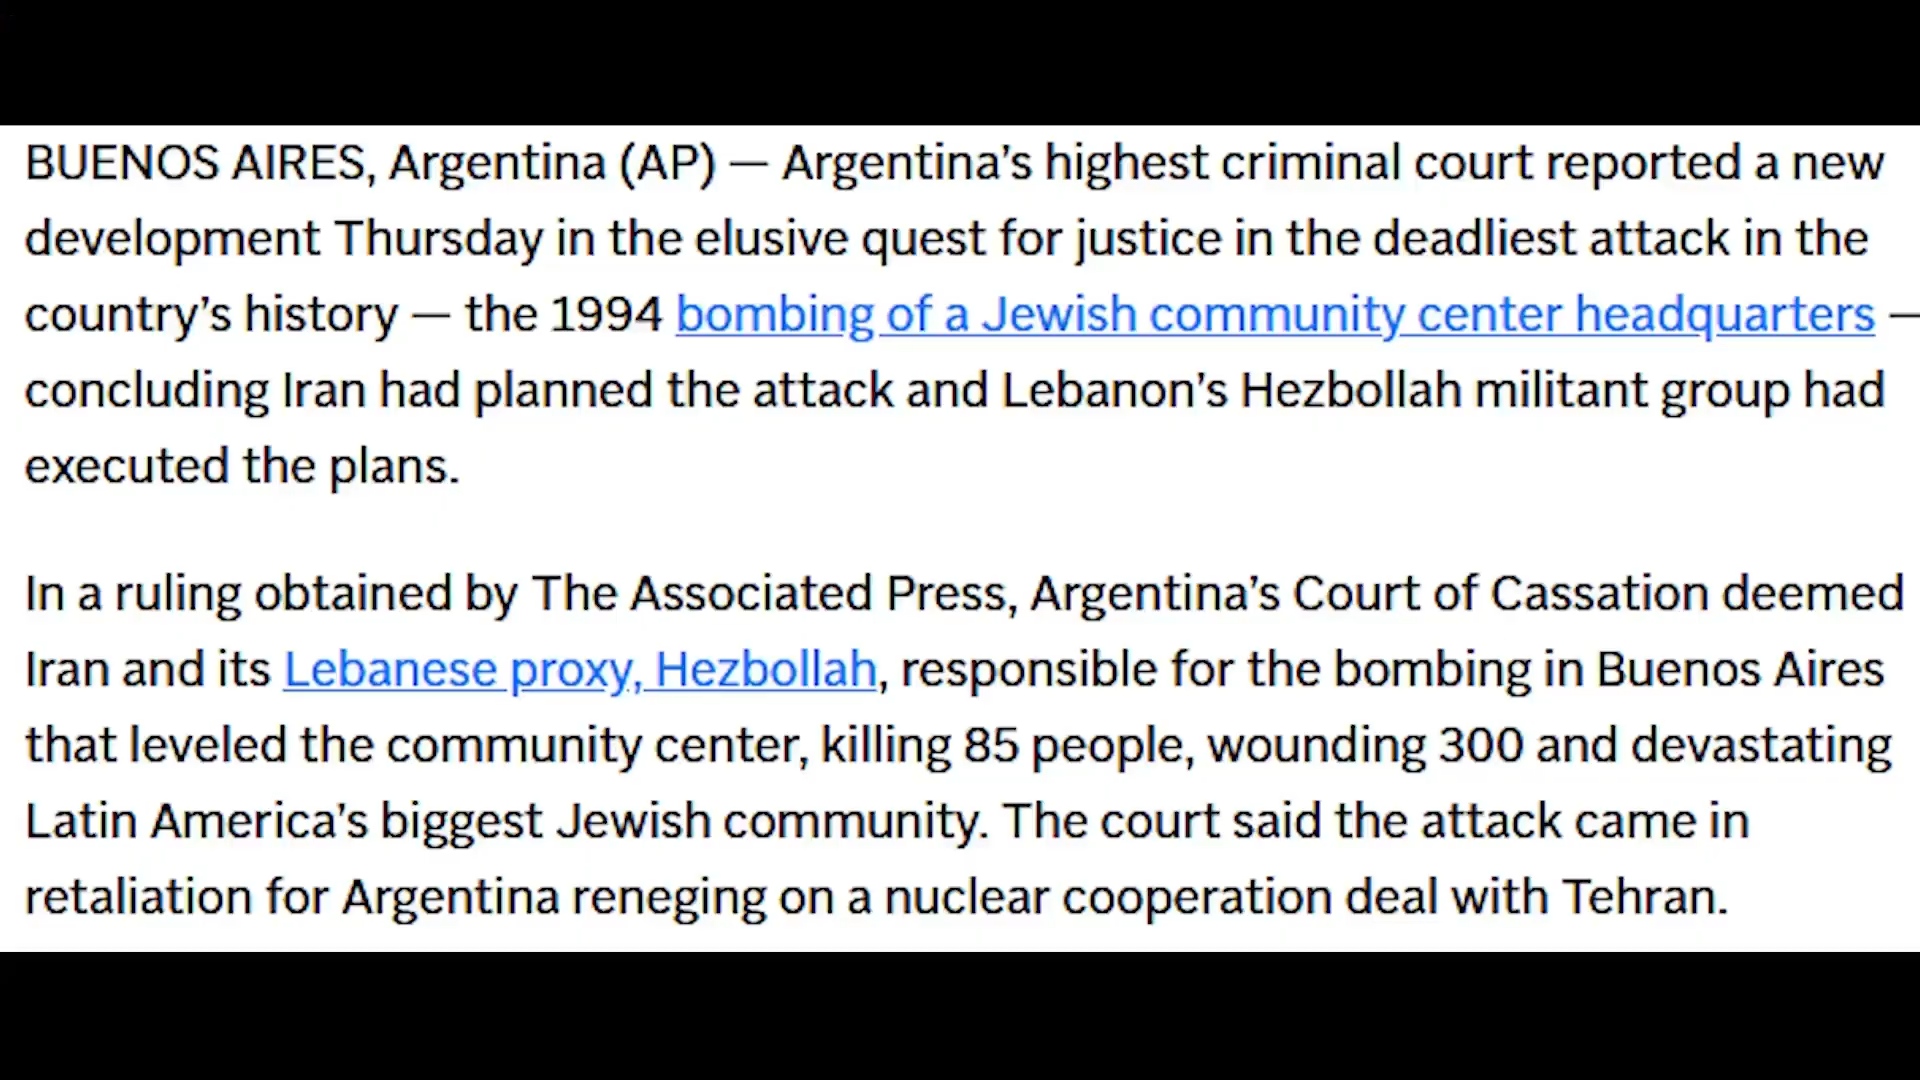 BUENOS AIRES, Argentina (AP) — Argentina’s highest criminal court reported a new
development Thursday in the elusive quest for justice in the deadliest attack in the
country’s history — the 1994 bombing of a Jewish community center headquarters —
concluding Iran had planned the attack and Lebanon’s Hezbollah militant group had
executed the plans.
In a ruling obtained by The Associated Press, Argentina’s Court of Cassation deemed
Iran and its Lebanese proxy, Hezbollah, responsible for the bombing in Buenos Aires
that leveled the community center, killing 85 people, wounding 300 and devastating
Latin America’s biggest Jewish community. The court said the attack came in
retaliation for Argentina reneging on a nuclear cooperation deal with Tehran.